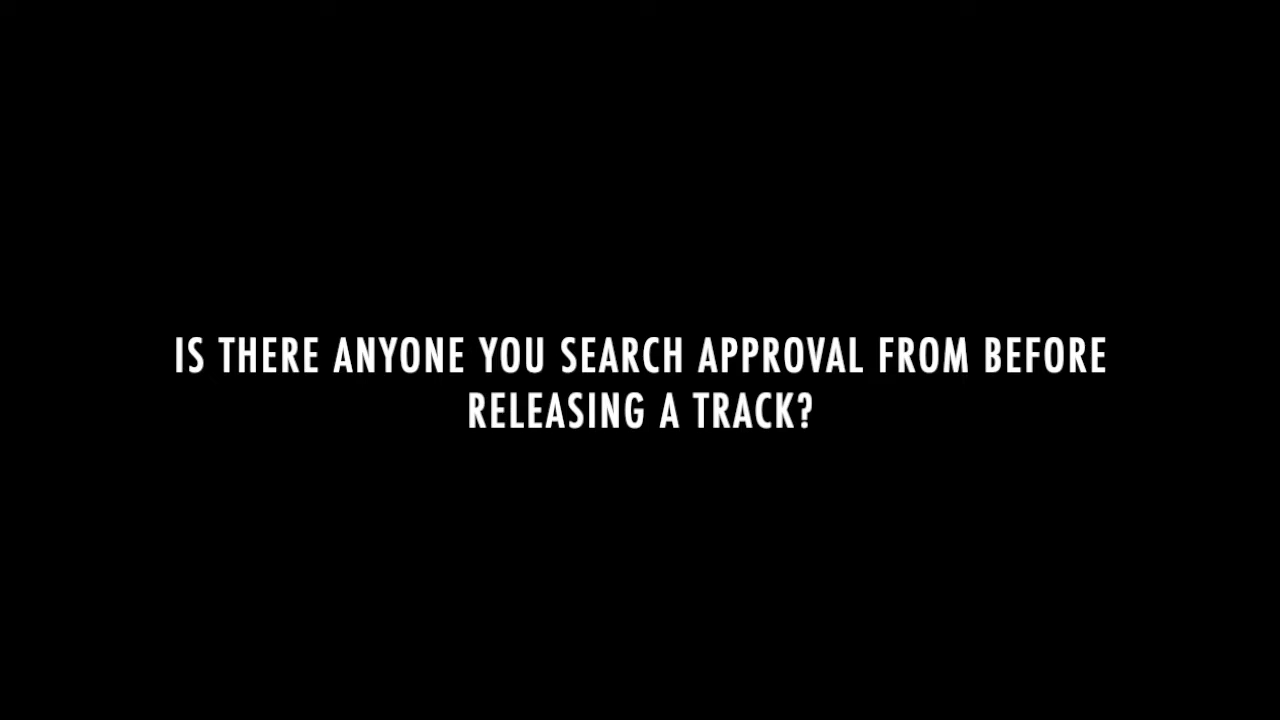 IS THERE ANYONE YOU SEARCH APPROVAL FROM BEFORE
RELEASING A TRACK?